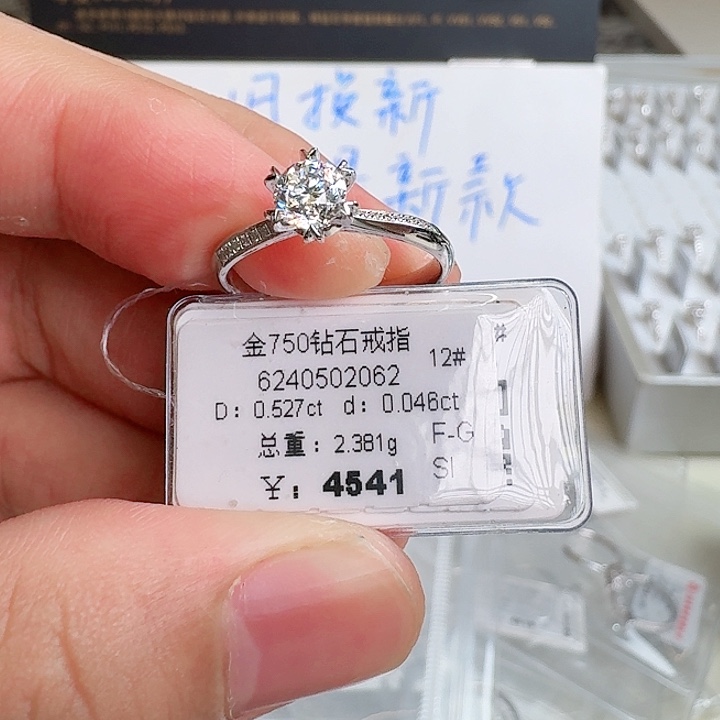 旧换新
新款
金750钻石戒指
12#
6240502062
D: 0.527ct d: 0.046ct
总重: 2.381g
F-G
SI
￥: 4541